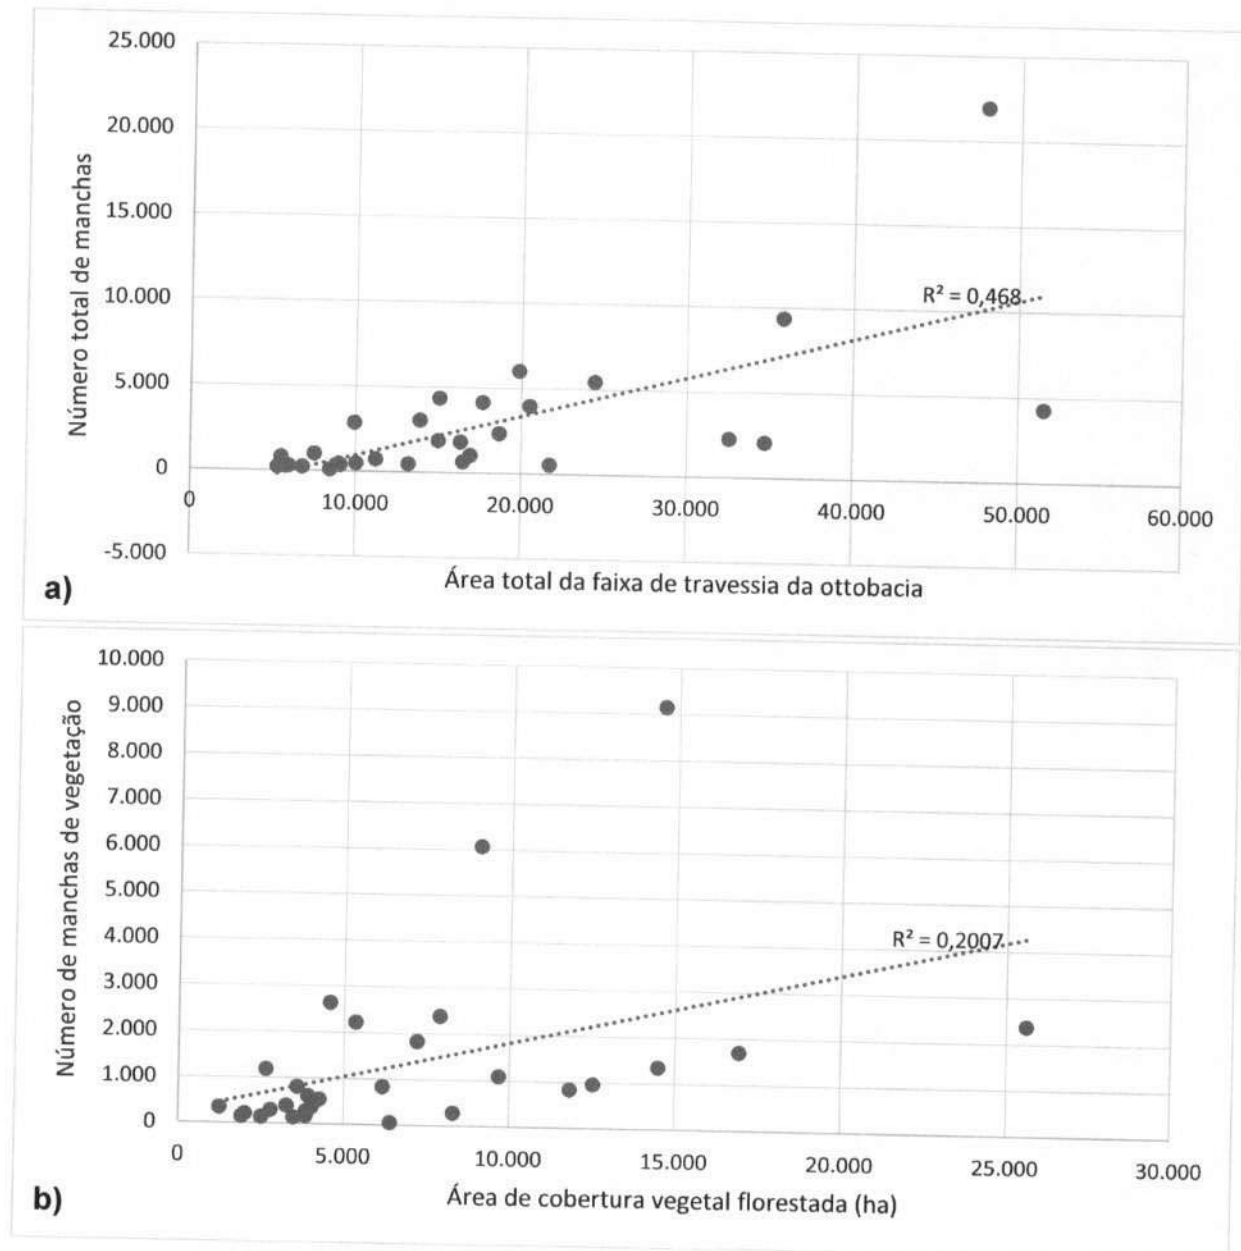 25.000
20.000
15.000
10.000
5.000
0
-5.000
Número total de manchas
R² = 0,468
0 10.000 20.000 30.000 40.000 50.000 60.000
Área total da faixa de travessia da ottobacia
a)
10.000
9.000
8.000
7.000
6.000
5.000
4.000
3.000
2.000
1.000
0
Número de manchas de vegetação
R² = 0,2007
0 5.000 10.000 15.000 20.000 25.000 30.000
Área de cobertura vegetal florestada (ha)
b)